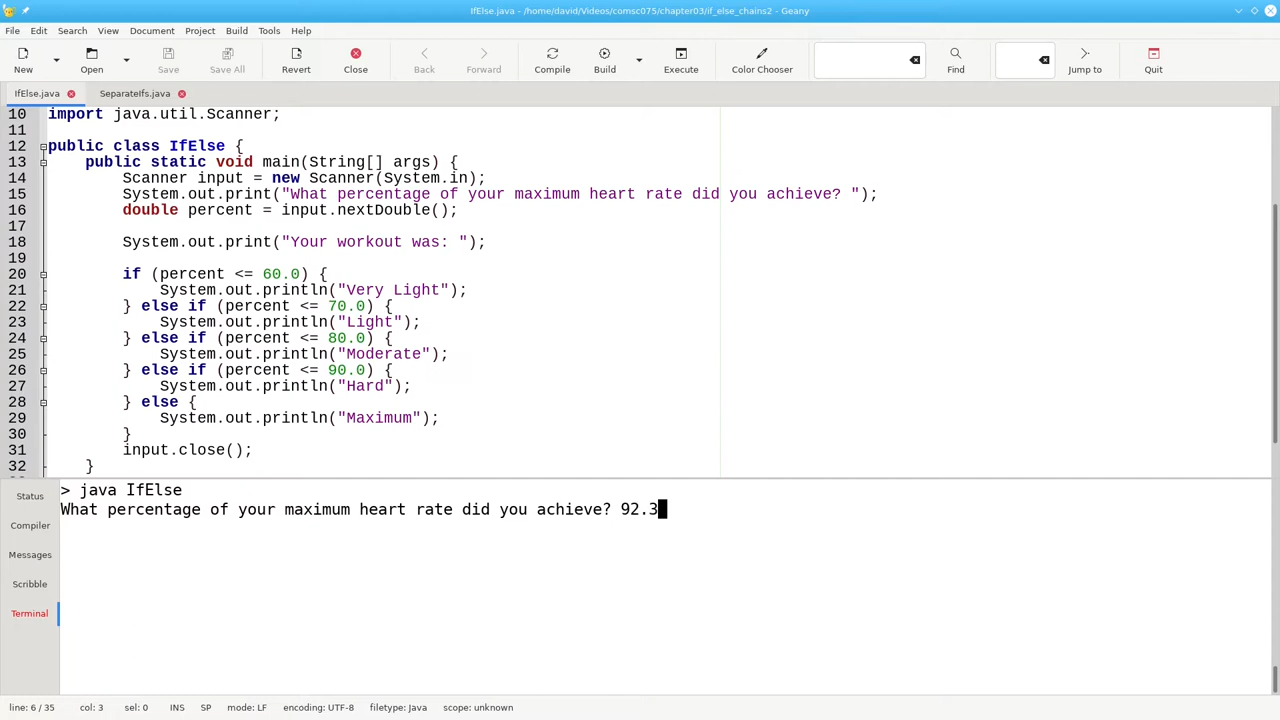 IfElse.java - /home/david/Videos/comsc075/chapter03/if_else_chains2 - Geany
File Edit Search View Document Project Build Tools Help
New Open Save Save All Revert Close Back Forward Compile Build Execute Color Chooser Find Jump to Quit
IfElse.java SeparateIfs.java
10 import java.util.Scanner;
11
12 public class IfElse {
13     public static void main(String[] args) {
14         Scanner input = new Scanner(System.in);
15         System.out.print("What percentage of your maximum heart rate did you achieve? ");
16         double percent = input.nextDouble();
17
18         System.out.print("Your workout was: ");
19
20         if (percent <= 60.0) {
21             System.out.println("Very Light");
22         } else if (percent <= 70.0) {
23             System.out.println("Light");
24         } else if (percent <= 80.0) {
25             System.out.println("Moderate");
26         } else if (percent <= 90.0) {
27             System.out.println("Hard");
28         } else {
29             System.out.println("Maximum");
30         }
31         input.close();
32     }
Status
Compiler
Messages
Scribble
Terminal
> java IfElse
What percentage of your maximum heart rate did you achieve? 92.3
line: 6 / 35 col: 3 sel: 0 INS SP mode: LF encoding: UTF-8 filetype: Java scope: unknown